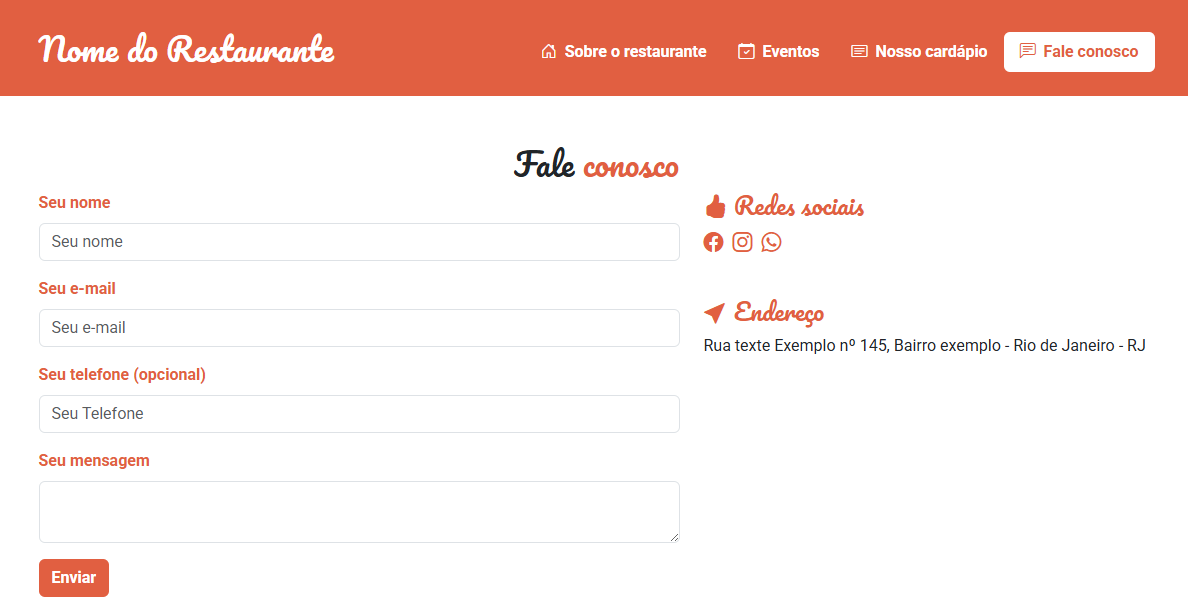 Nome do Restaurante
Sobre o restaurante
Eventos
Nosso cardápio
Fale conosco
Fale conosco
Seu nome
Seu nome
Seu e-mail
Seu e-mail
Seu telefone (opcional)
Seu Telefone
Seu mensagem
Enviar
Redes sociais
Endereço
Rua texte Exemplo nº 145, Bairro exemplo - Rio de Janeiro - RJ